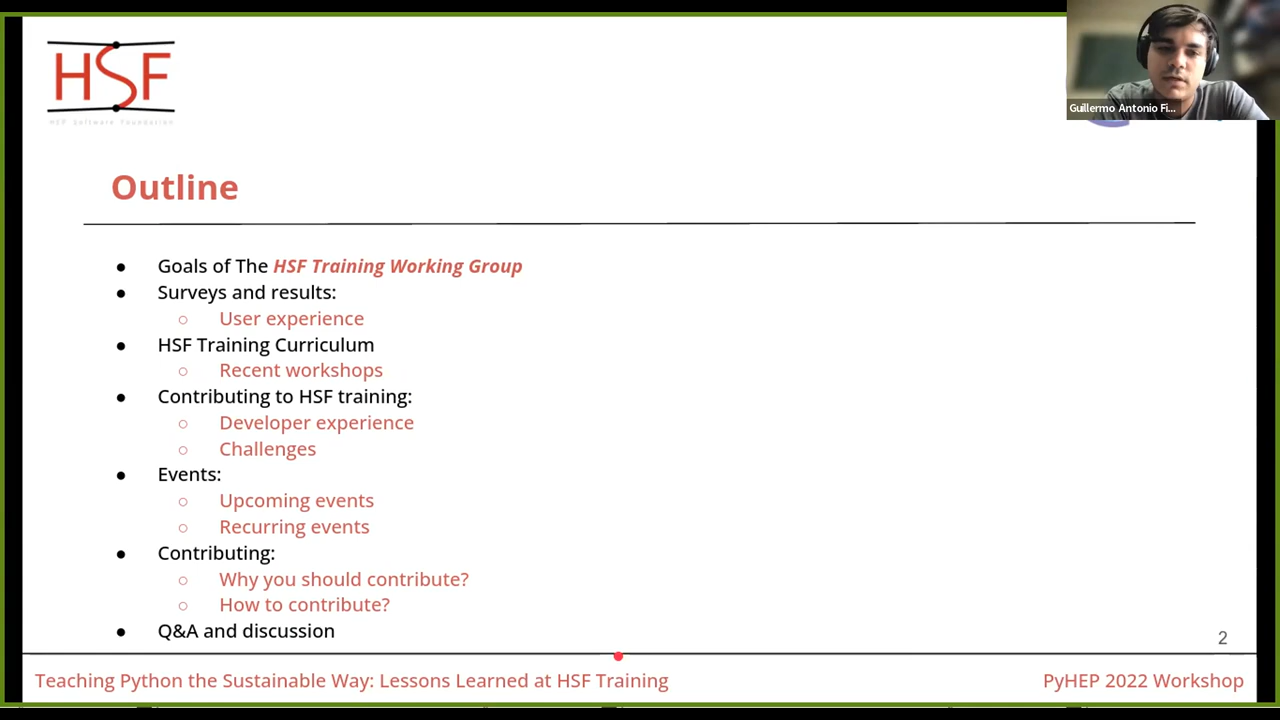 HSF
HEP Software Foundation
Guillermo Antonio Fi...
Outline
● Goals of The HSF Training Working Group
● Surveys and results:
○ User experience
● HSF Training Curriculum
○ Recent workshops
● Contributing to HSF training:
○ Developer experience
○ Challenges
● Events:
○ Upcoming events
○ Recurring events
● Contributing:
○ Why you should contribute?
○ How to contribute?
● Q&A and discussion
2
Teaching Python the Sustainable Way: Lessons Learned at HSF Training
PyHEP 2022 Workshop